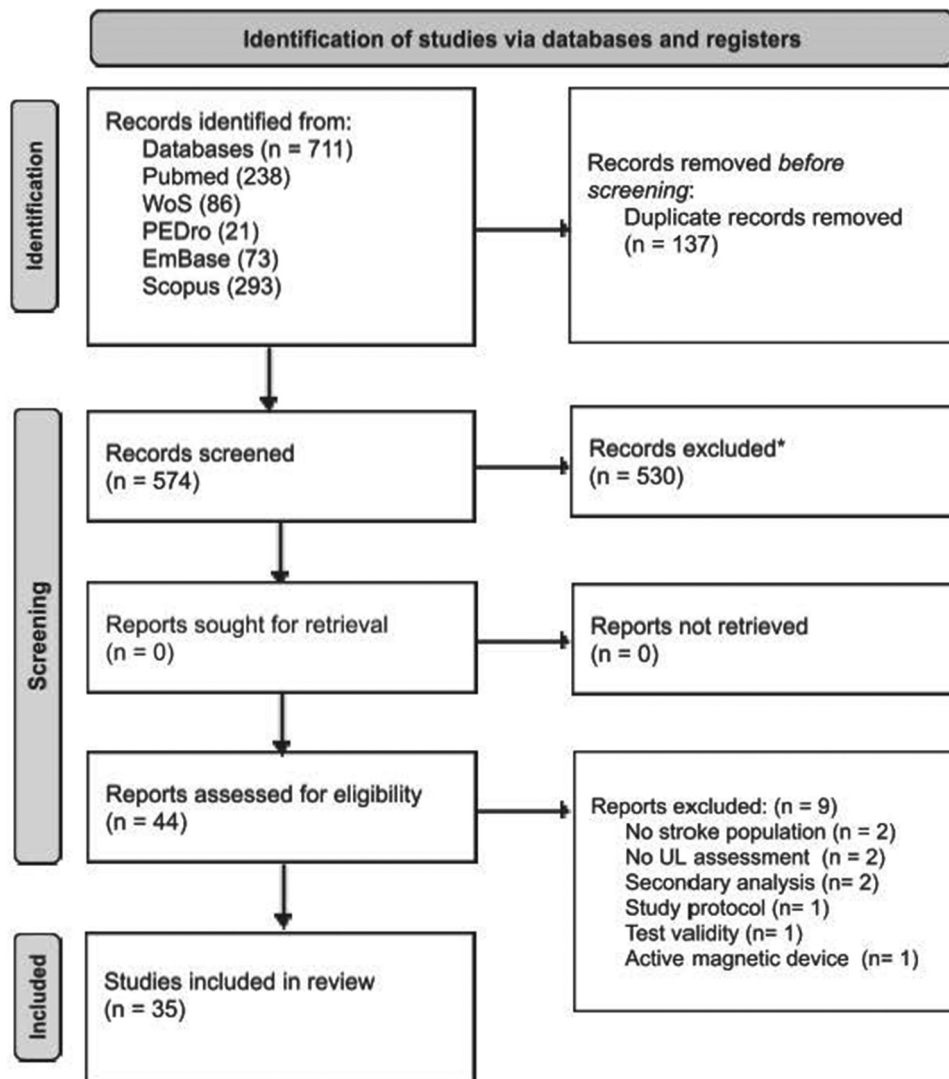 Identification of studies via databases and registers
Identification
Records identified from:
Databases (n = 711)
Pubmed (238)
WoS (86)
PEDro (21)
EmBase (73)
Scopus (293)
Records removed before
screening:
Duplicate records removed
(n = 137)
Screening
Records screened
(n = 574)
Records excluded*
(n = 530)
Reports sought for retrieval
(n = 0)
Reports not retrieved
(n = 0)
Reports assessed for eligibility
(n = 44)
Reports excluded: (n = 9)
No stroke population (n = 2)
No UL assessment (n = 2)
Secondary analysis (n= 2)
Study protocol (n= 1)
Test validity (n= 1)
Active magnetic device (n= 1)
Included
Studies included in review
(n = 35)